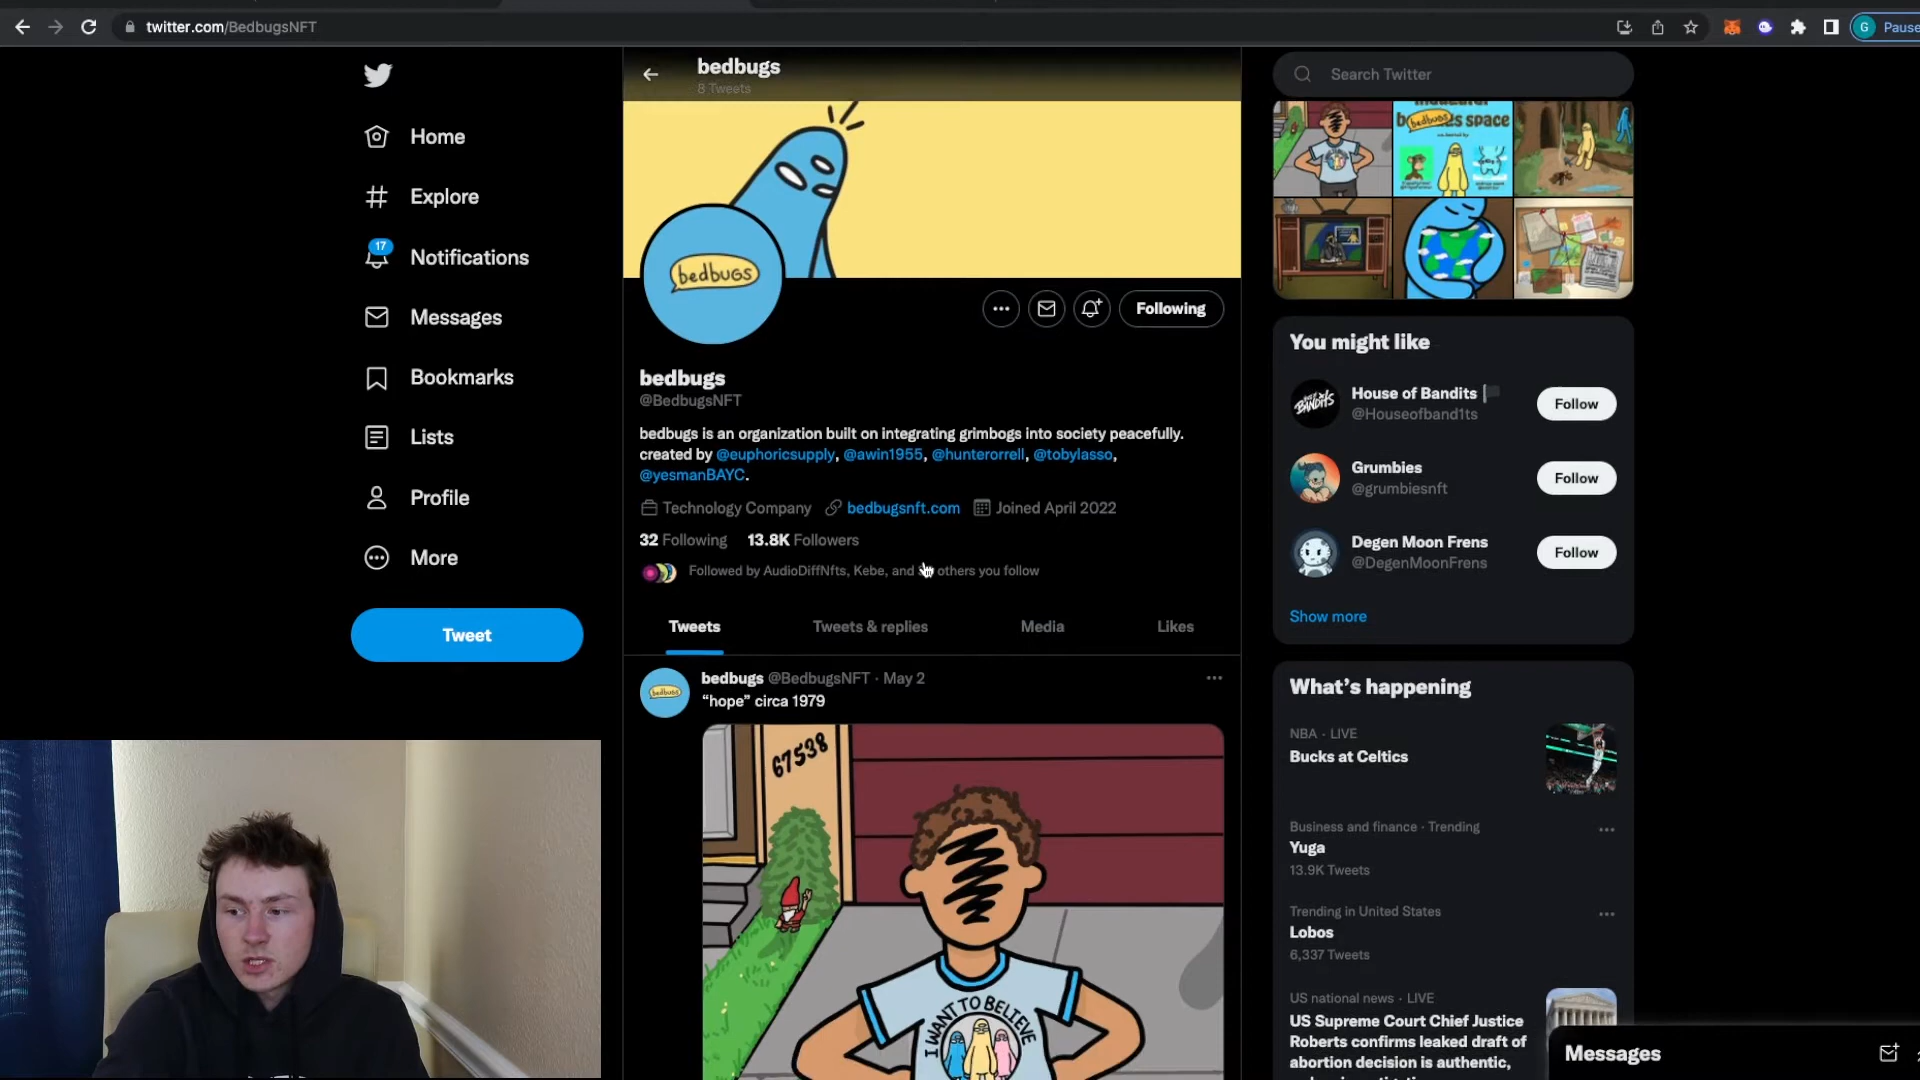 twitter.com/BedbugsNFT
G
Pause
Home
Explore
17
Notifications
Messages
Bookmarks
Lists
Profile
More
Tweet
bedbugs
8 Tweets
bedbugs
Following
bedbugs
@BedbugsNFT
bedbugs is an organization built on integrating grimbogs into society peacefully.
created by @euphoricsupply, @awin1955, @hunterorrell, @tobylasso,
@yesmanBAYC.
Technology Company bedbugsnft.com Joined April 2022
32 Following 13.8K Followers
Followed by AudioDiffNfts, Kebe, and others you follow
Tweets Tweets & replies Media Likes
bedbugs
bedbugs @BedbugsNFT · May 2
“hope” circa 1979
67538
I WANT TO BELIEVE
Search Twitter
bedbugs space
You might like
House of Bandits
@Houseofband1ts
Follow
Grumbies
@grumbiesnft
Follow
Degen Moon Frens
@DegenMoonFrens
Follow
Show more
What’s happening
NBA · LIVE
Bucks at Celtics
Business and finance · Trending
Yuga
13.9K Tweets
Trending in United States
Lobos
6,337 Tweets
US national news · LIVE
US Supreme Court Chief Justice
Roberts confirms leaked draft of
abortion decision is authentic,
Messages